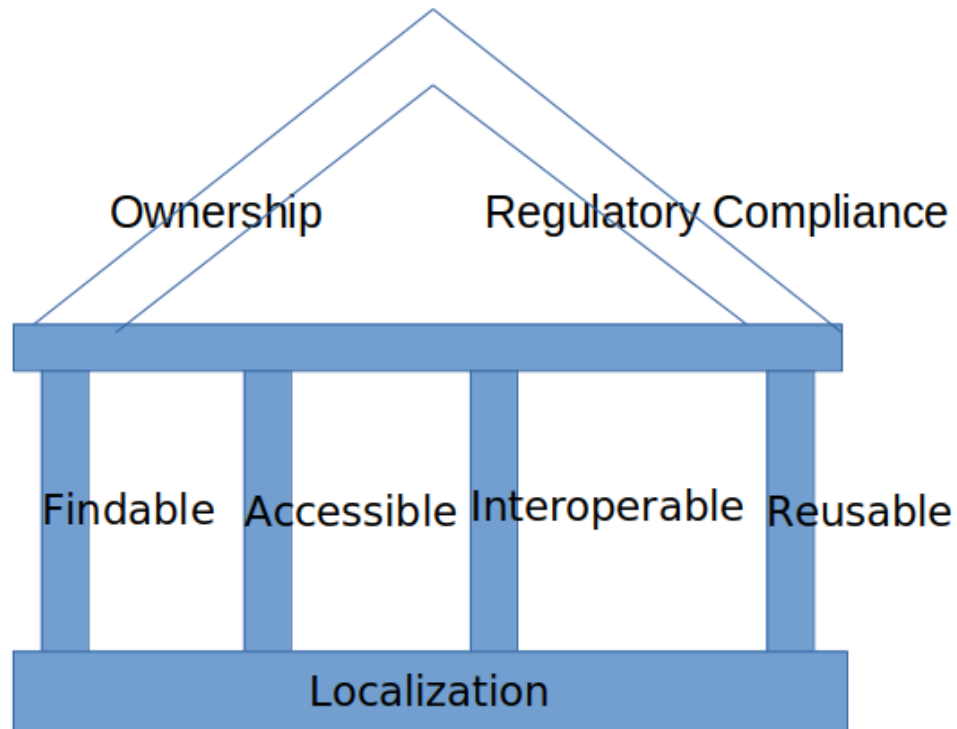 Ownership
Regulatory Compliance
Findable
Accessible
Interoperable
Reusable
Localization